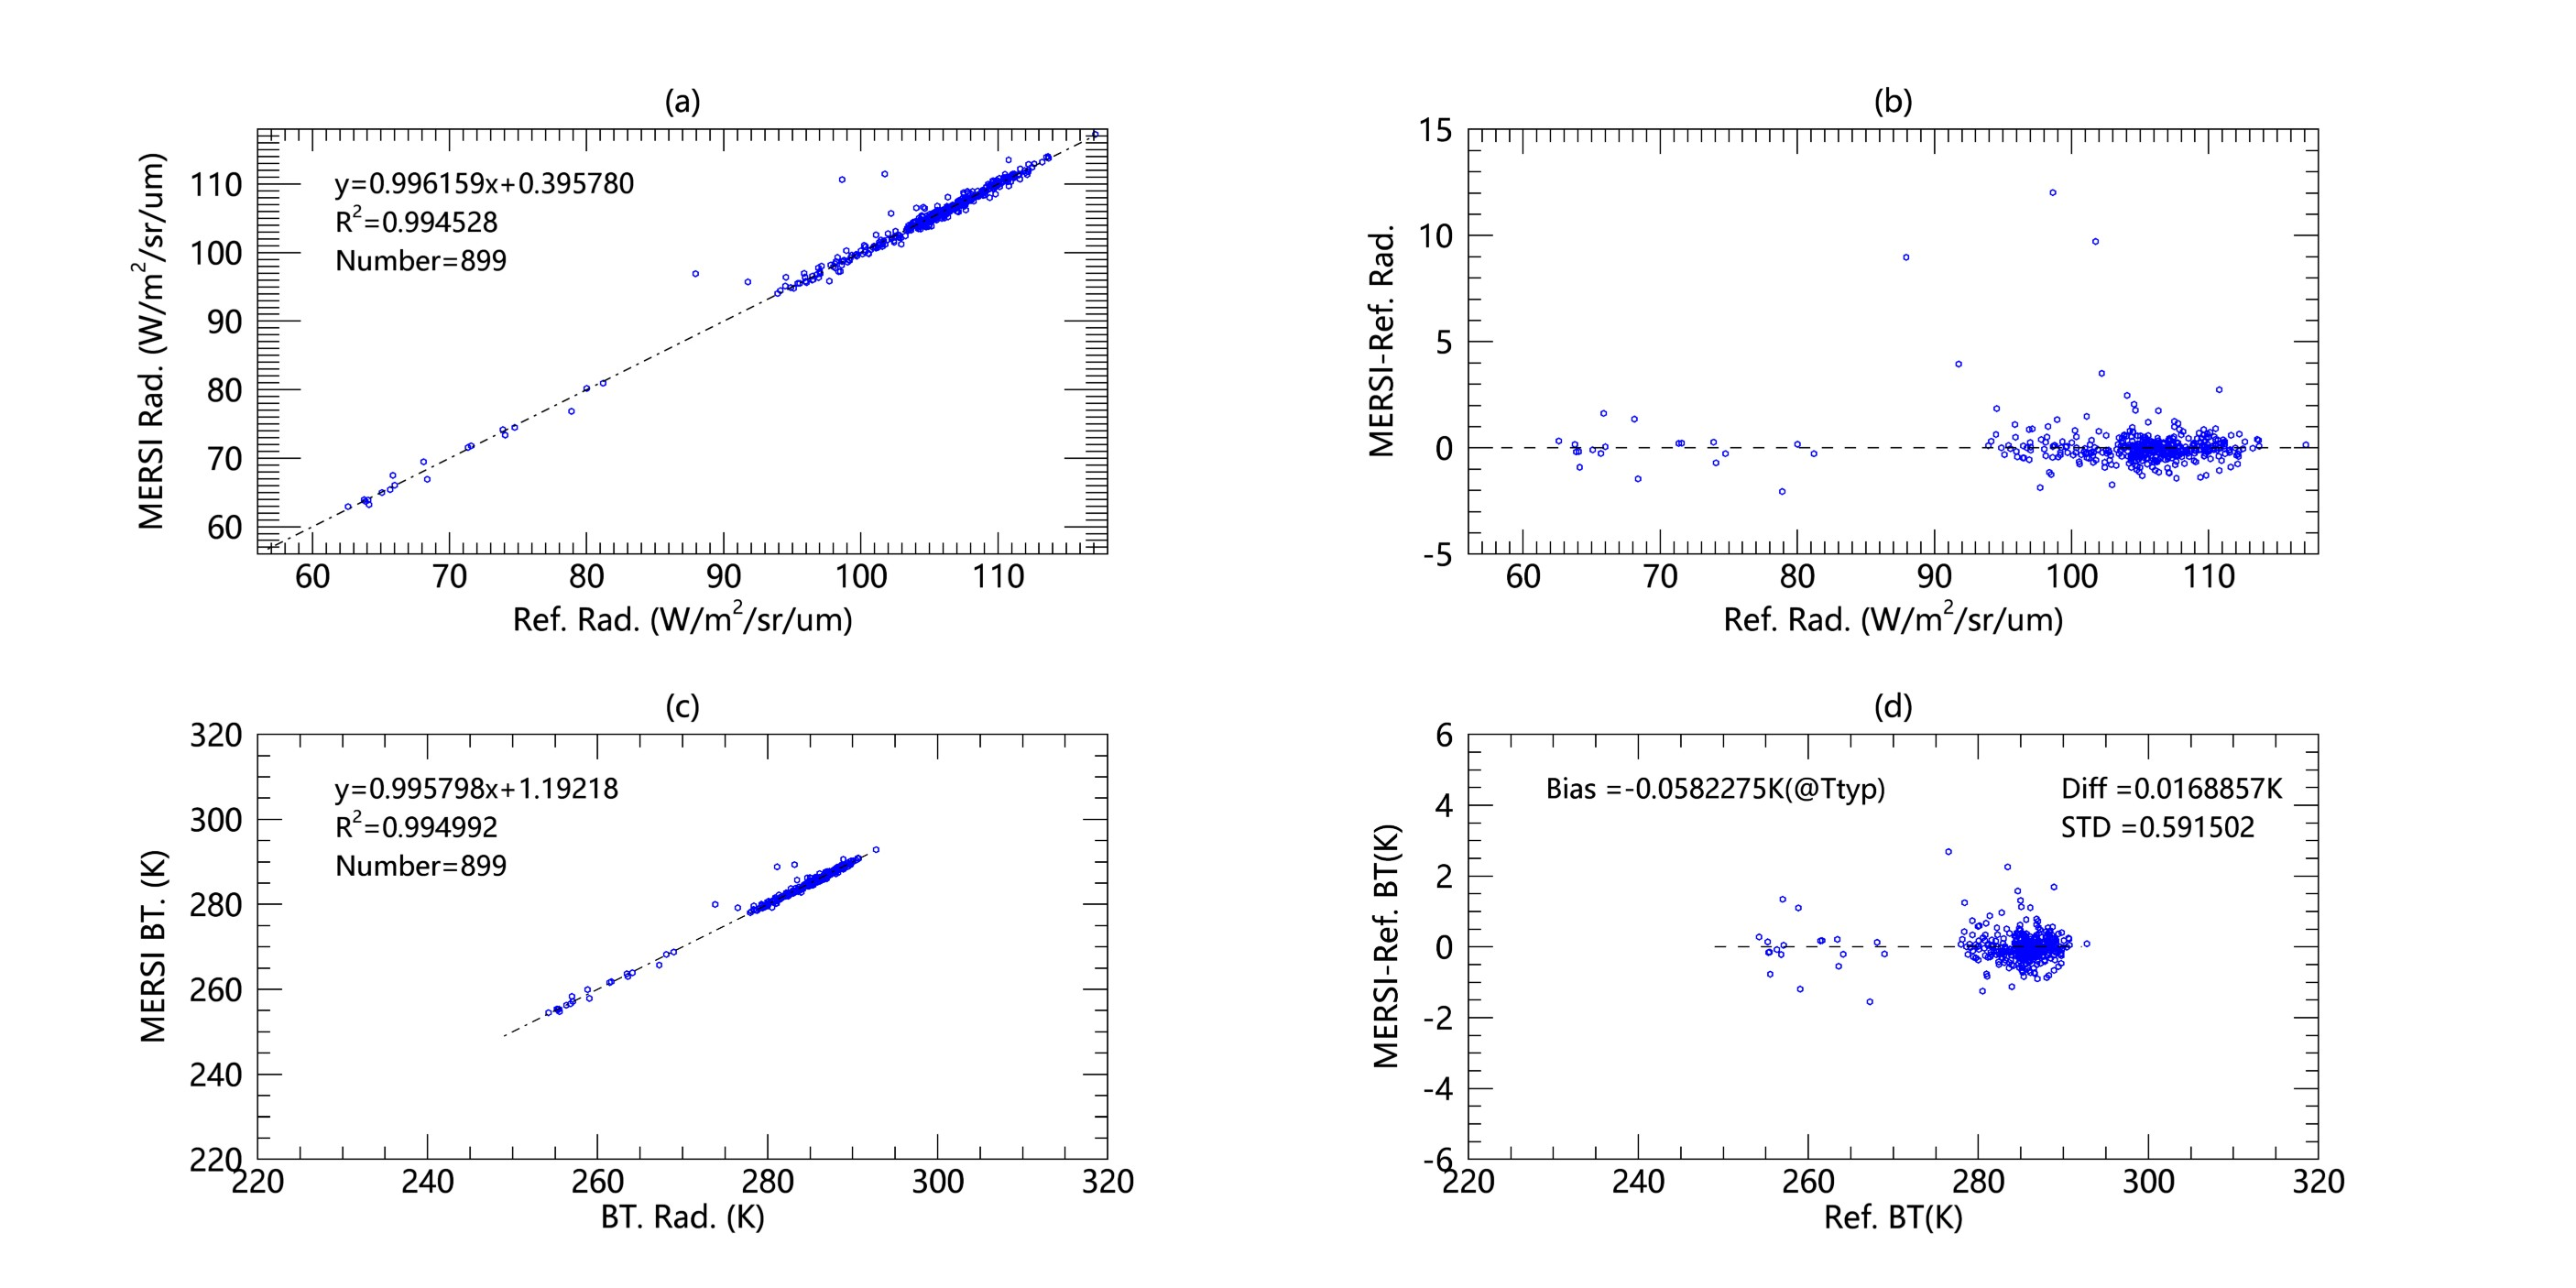 (a)
110
100
90
80
70
60
MERSI Rad. (W/m²/sr/um)
y=0.996159x+0.395780
R²=0.994528
Number=899
60 70 80 90 100 110
Ref. Rad. (W/m²/sr/um)
(b)
15
10
5
0
-5
MERSI-Ref. Rad.
60 70 80 90 100 110
Ref. Rad. (W/m²/sr/um)
(c)
320
300
280
260
240
220
MERSI BT. (K)
y=0.995798x+1.19218
R²=0.994992
Number=899
220 240 260 280 300 320
BT. Rad. (K)
(d)
6
4
2
0
-2
-4
-6
MERSI-Ref. BT(K)
Bias =-0.0582275K(@Ttyp)
Diff =0.0168857K
STD =0.591502
220 240 260 280 300 320
Ref. BT(K)